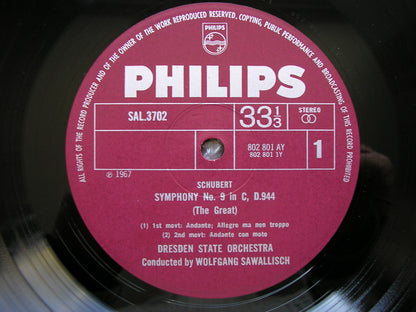 ALL RIGHTS OF THE RECORD PRODUCER AND OF THE OWNER OF THE WORK REPRODUCED RESERVED, COPYING, PUBLIC PERFORMANCE AND BROADCASTING OF THIS RECORD PROHIBITED
PHILIPS
PHILIPS
SAL.3702
33⅓
STEREO
802 801 AY
802 801 1Y
1
℗ 1967
SCHUBERT
SYMPHONY No. 9 in C, D.944
(The Great)
(1) 1st movt: Andante; Allegro ma non troppo
(2) 2nd movt: Andante con moto
DRESDEN STATE ORCHESTRA
Conducted by WOLFGANG SAWALLISCH